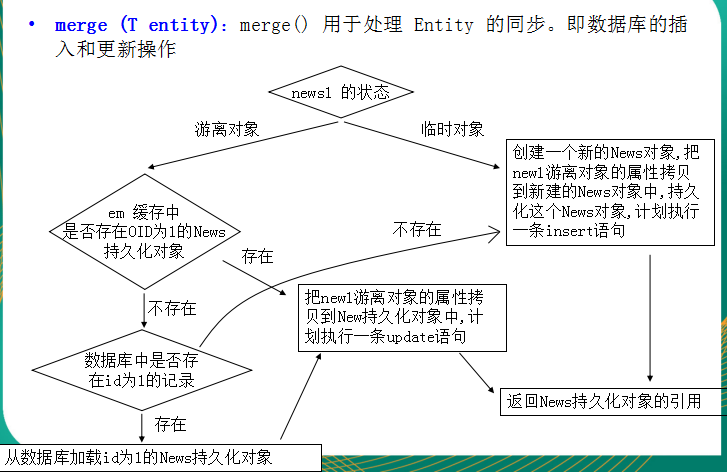 • merge (T entity)：merge() 用于处理 Entity 的同步。即数据库的插
入和更新操作
news1 的状态
游离对象
临时对象
创建一个新的News对象,把
new1游离对象的属性拷贝
到新建的News对象中,持久
化这个News对象,计划执行
一条insert语句
em 缓存中
是否存在OID为1的News
持久化对象
不存在
存在
把new1游离对象的属性拷
贝到New持久化对象中,计
划执行一条update语句
不存在
数据库中是否存
在id为1的记录
返回News持久化对象的引用
存在
从数据库加载id为1的News持久化对象